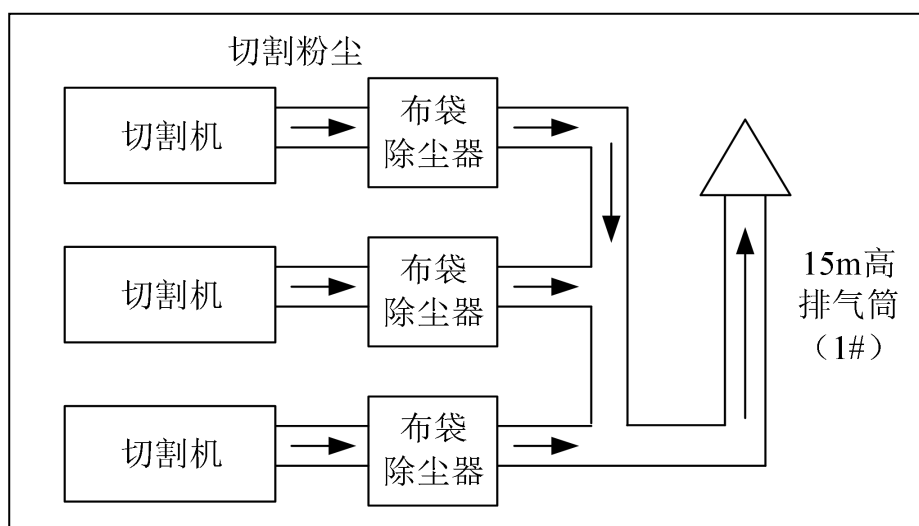 切割粉尘
切割机
布袋
除尘器
切割机
布袋
除尘器
15m高
排气筒
（1#）
切割机
布袋
除尘器